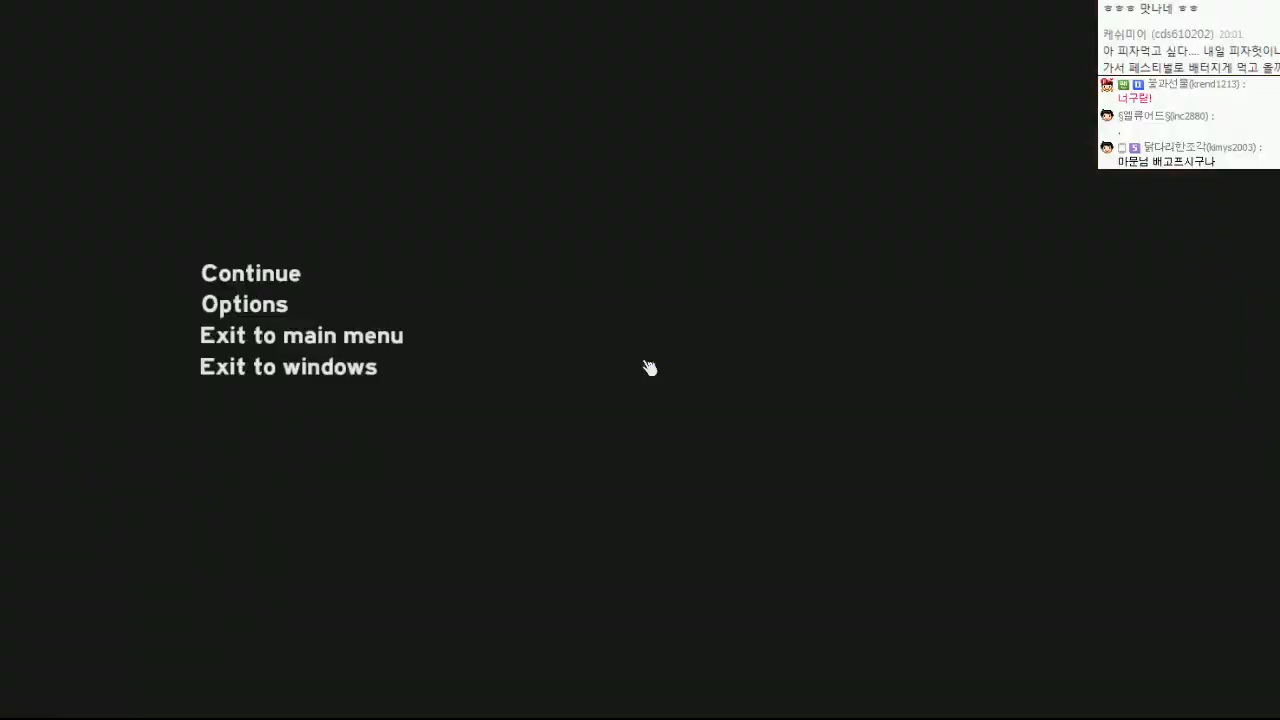 Continue
Options
Exit to main menu
Exit to windows
ㅎㅎㅎ 맛나네 ㅎㅎ
케쉬미어 (cds610202) 20:01
아 피자먹고 싶다.... 내일 피자헛이나
가서 페스티벌로 배터지게 먹고 올까
팬 꽃과선물(krend1213) :
너구럴!
§엘류어드§(inc2880) :
.
S 닭다리한조각(kimys2003) :
마문님 배고프시구나